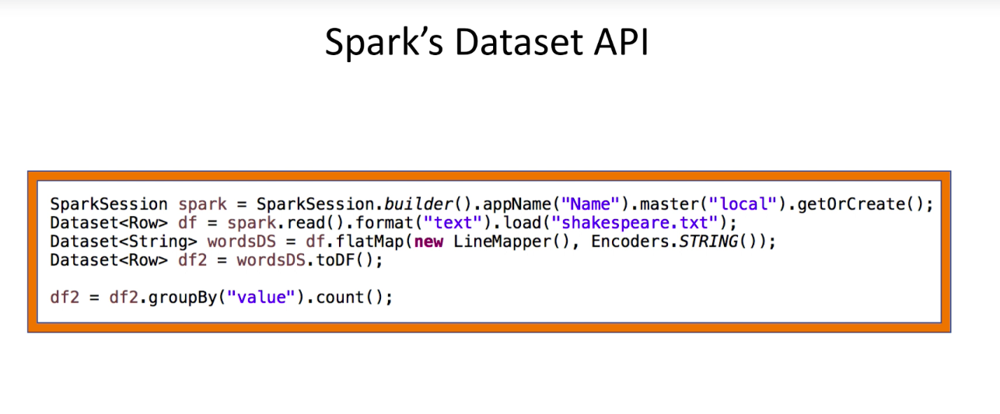 Spark’s Dataset API
SparkSession spark = SparkSession.builder().appName("Name").master("local").getOrCreate();
Dataset<Row> df = spark.read().format("text").load("shakespeare.txt");
Dataset<String> wordsDS = df.flatMap(new LineMapper(), Encoders.STRING());
Dataset<Row> df2 = wordsDS.toDF();
df2 = df2.groupBy("value").count();